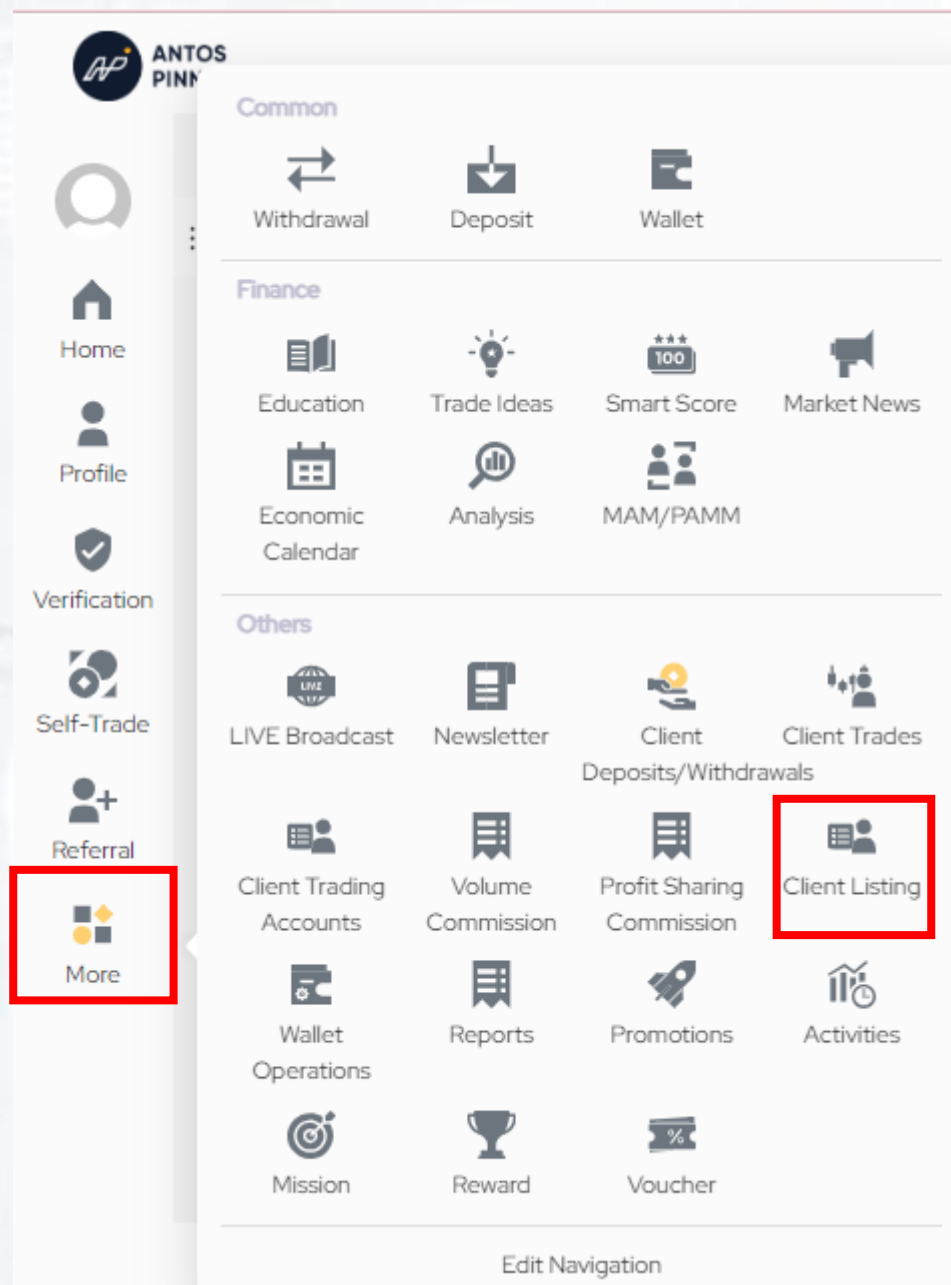 ANTOS
Common
Withdrawal Deposit Wallet
Finance
Home
Education Trade Ideas Smart Score Market News
100
Profile
Economic Analysis MAM/PAMM
Calendar
Verification
Others
LIVE
Self-Trade
LIVE Broadcast Newsletter Client Client Trades
Deposits/Withdrawals
Referral
Client Trading Volume Profit Sharing Client Listing
Accounts Commission Commission
More
Wallet Reports Promotions Activities
Operations
%
Mission Reward Voucher
Edit Navigation